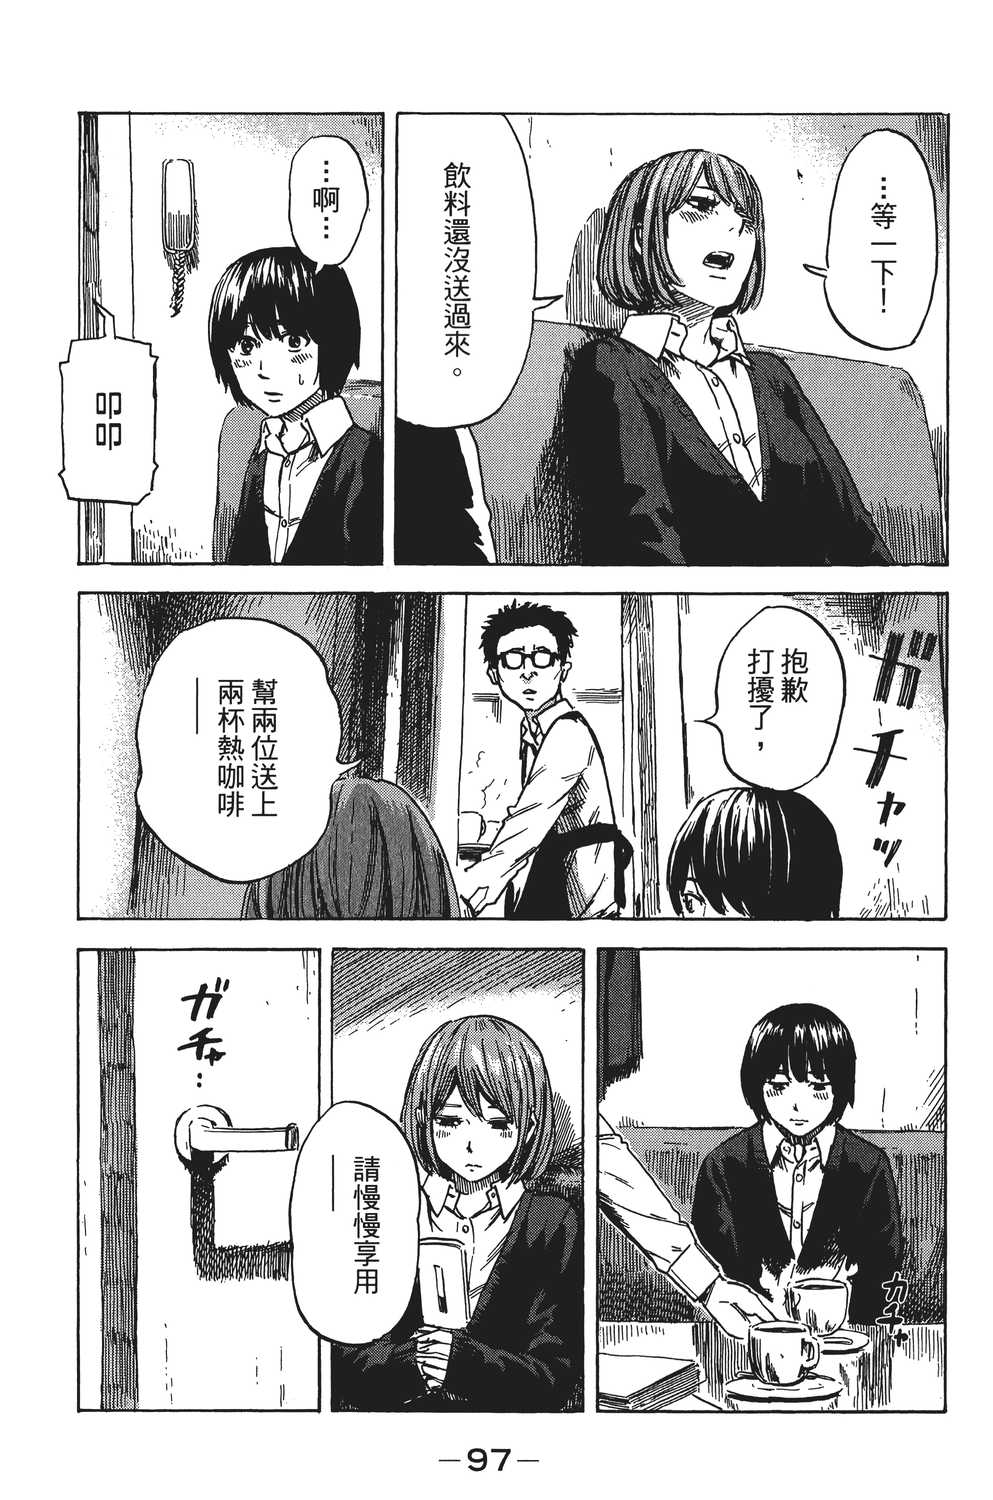 …等一下！
飲料還沒送過來。
…啊…
叩叩
ガチャッ
抱歉
打擾了，
幫兩位送上
兩杯熱咖啡
——
カチャ
請慢慢享用
——
ガチャ…
—97—